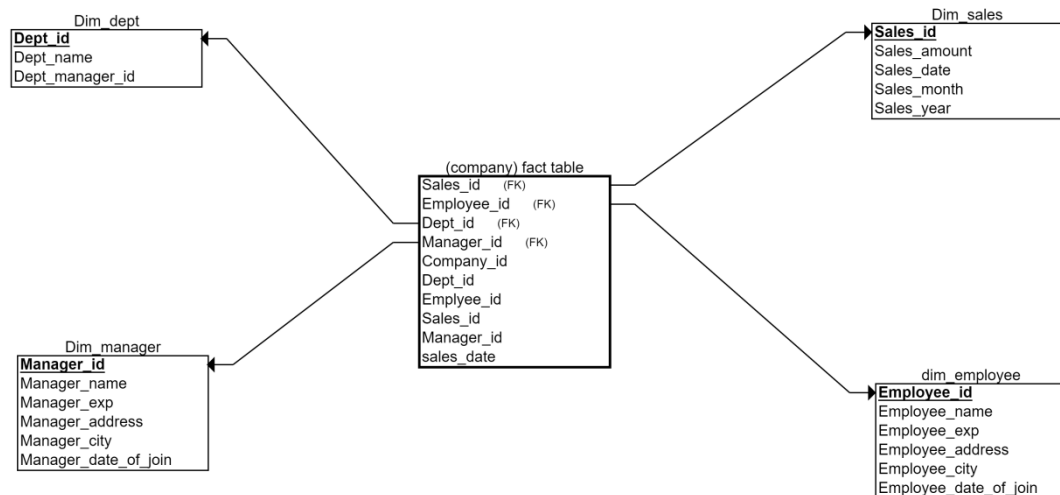 Dim_dept
Dept_id
Dept_name
Dept_manager_id
Dim_sales
Sales_id
Sales_amount
Sales_date
Sales_month
Sales_year
(company) fact table
Sales_id (FK)
Employee_id (FK)
Dept_id (FK)
Manager_id (FK)
Company_id
Dept_id
Emplyee_id
Sales_id
Manager_id
sales_date
Dim_manager
Manager_id
Manager_name
Manager_exp
Manager_address
Manager_city
Manager_date_of_join
dim_employee
Employee_id
Employee_name
Employee_exp
Employee_address
Employee_city
Employee_date_of_join